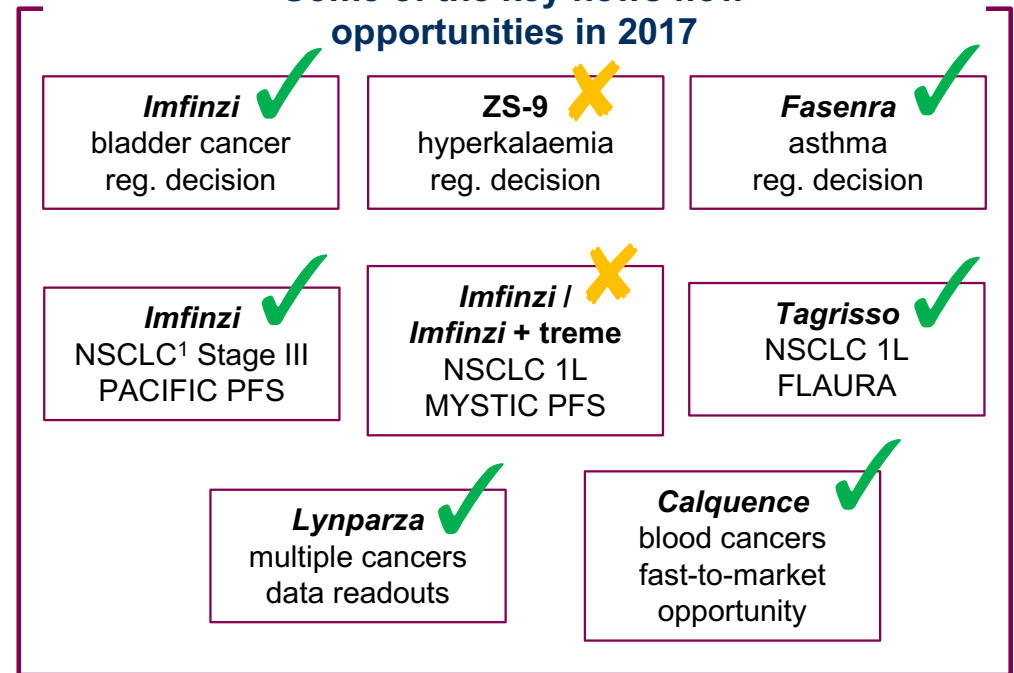 opportunities in 2017
Imfinzi
bladder cancer
reg. decision
ZS-9
hyperkalaemia
reg. decision
Fasenra
asthma
reg. decision
Imfinzi
NSCLC¹ Stage III
PACIFIC PFS
Imfinzi /
Imfinzi + treme
NSCLC 1L
MYSTIC PFS
Tagrisso
NSCLC 1L
FLAURA
Lynparza
multiple cancers
data readouts
Calquence
blood cancers
fast-to-market
opportunity